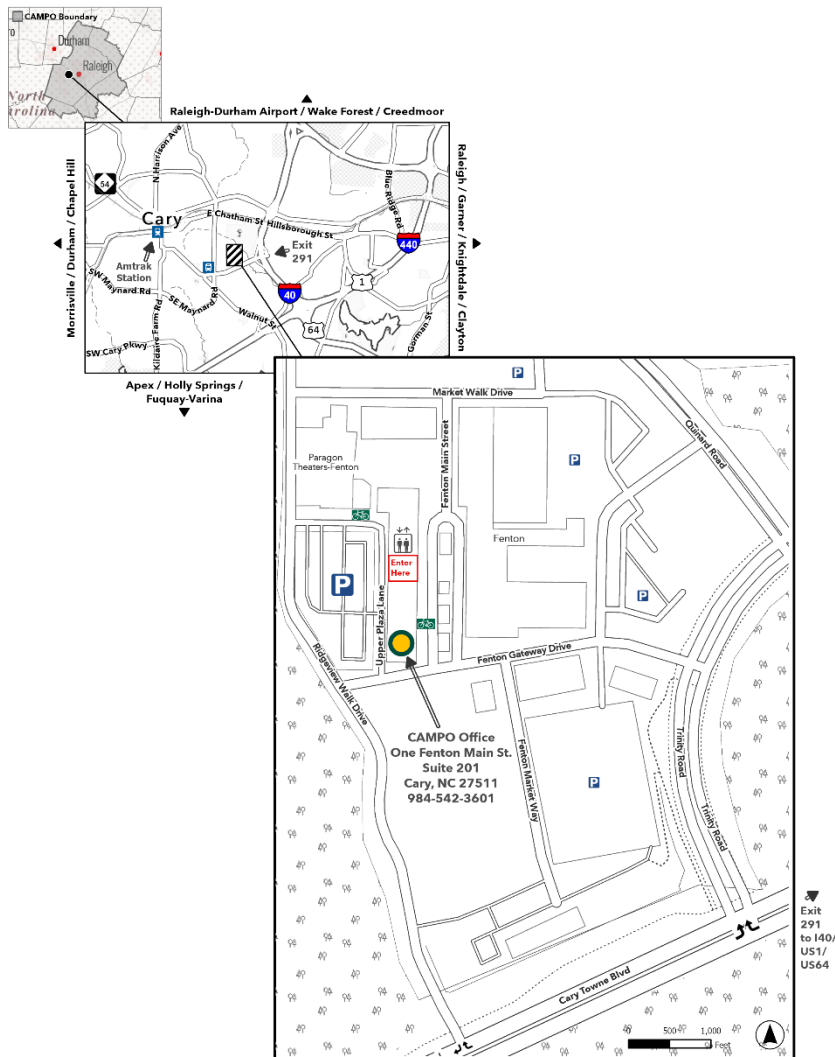 CAMPO Boundary
Durham
Raleigh
North
Carolina
Raleigh-Durham Airport / Wake Forest / Creedmoor
Morrisville / Durham / Chapel Hill
Raleigh / Garner / Knightdale / Clayton
N Harrison Ave
54
Cary
E Chatham St
Hillsborough St
Blue Ridge Rd
440
Exit
291
Amtrak
Station
SW Maynard Rd
SE Maynard Rd
40
1
64
Walnut St
Gorman St
Kildaire Farm Rd
SW Cary Pkwy
Apex / Holly Springs /
Fuquay-Varina
P
Market Walk Drive
Quinard Road
Fenton Main Street
Paragon
Theaters-Fenton
P
Fenton
Enter
Here
P
P
Upper Plaza Lane
Ridgeview Walk Drive
Fenton Gateway Drive
CAMPO Office
One Fenton Main St.
Suite 201
Cary, NC 27511
984-542-3601
Fenton Market Way
P
Trinity Road
Trinity Road
Exit
291
to I40/
US1/
US64
Cary Towne Blvd
0 500 1,000
Feet